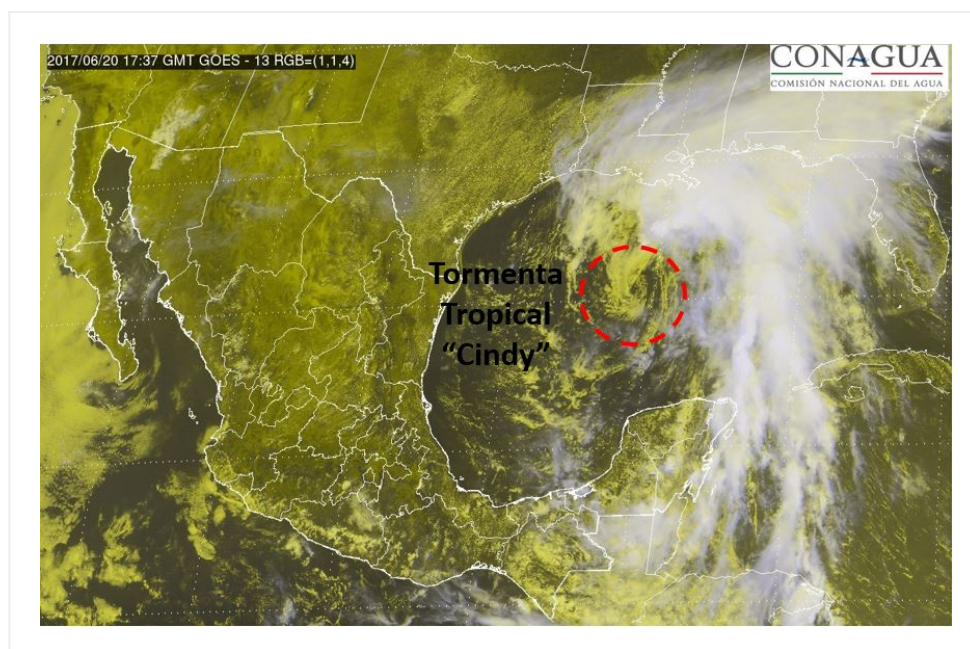 2017/06/20 17:37 GMT GOES - 13 RGB=(1,1,4)
CONAGUA
COMISIÓN NACIONAL DEL AGUA
Tormenta
Tropical
“Cindy”